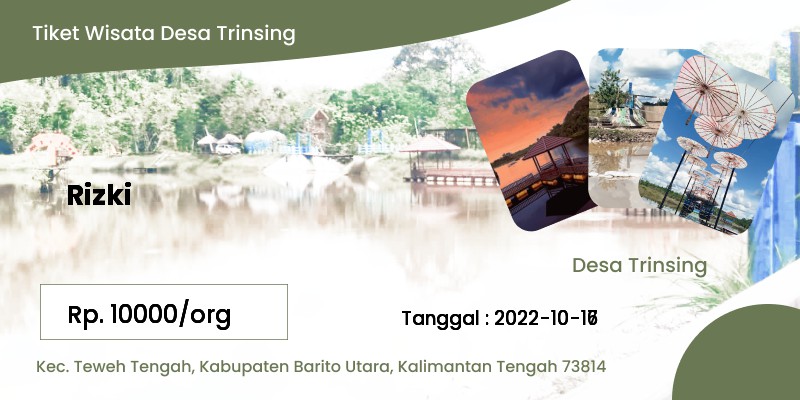 Tiket Wisata Desa Trinsing
Rizki
Desa Trinsing
Rp. 10000/org
Tanggal :
Kec. Teweh Tengah, Kabupaten Barito Utara, Kalimantan Tengah 73814